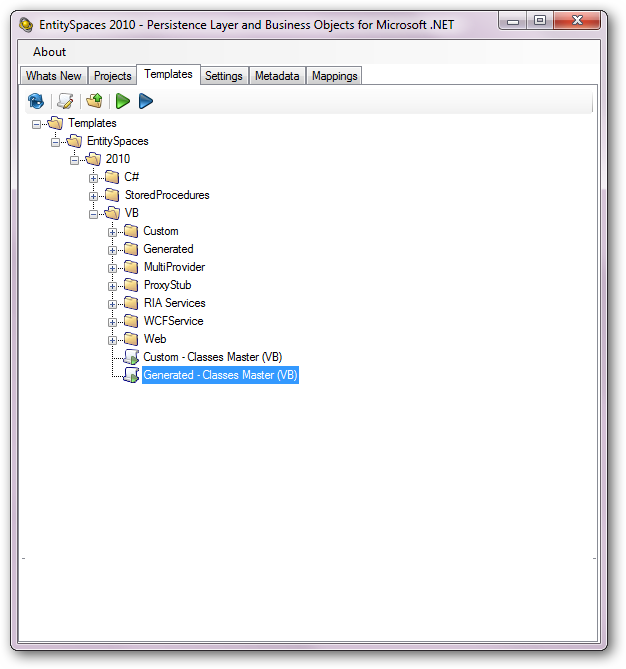 EntitySpaces 2010 - Persistence Layer and Business Objects for Microsoft .NET
About
Whats New Projects Templates Settings Metadata Mappings
Templates
EntitySpaces
2010
C#
StoredProcedures
VB
Custom
Generated
MultiProvider
ProxyStub
RIA Services
WCFService
Web
Custom - Classes Master (VB)
Generated - Classes Master (VB)